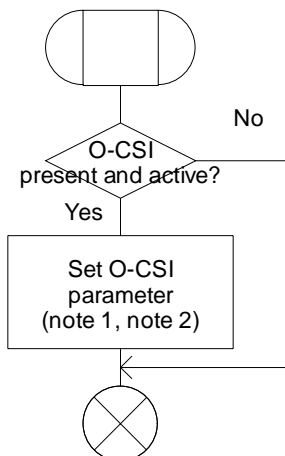 No
O-CSI
present and active?
Yes
Set O-CSI
parameter
(note 1, note 2)